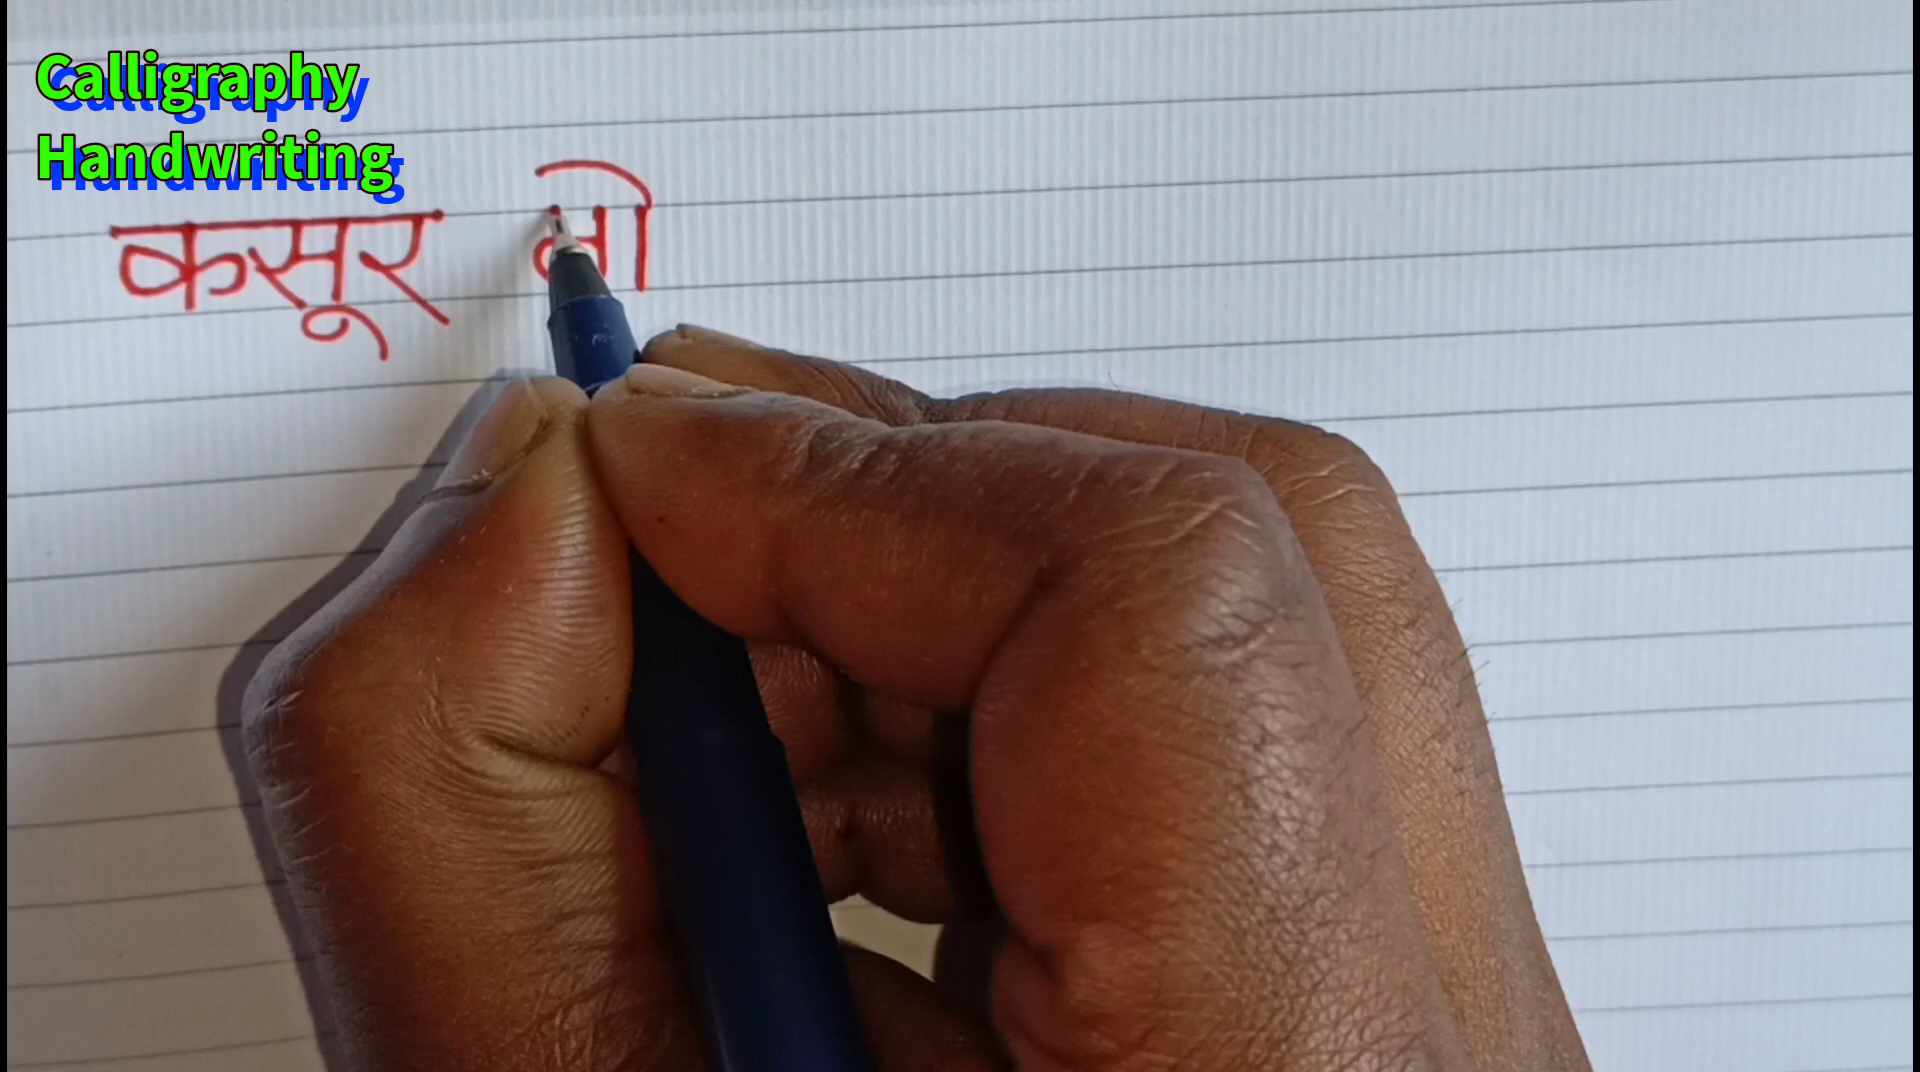 Calligraphy
Handwriting
कसूर